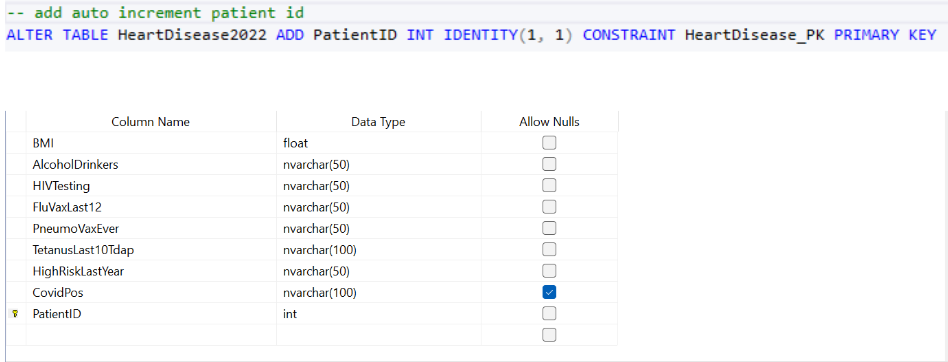 -- add auto increment patient id
ALTER TABLE HeartDisease2022 ADD PatientID INT IDENTITY(1, 1) CONSTRAINT HeartDisease_PK PRIMARY KEY
Column Name Data Type Allow Nulls
BMI float
AlcoholDrinkers nvarchar(50)
HIVTesting nvarchar(50)
FluVaxLast12 nvarchar(50)
PneumoVaxEver nvarchar(50)
TetanusLast10Tdap nvarchar(100)
HighRiskLastYear nvarchar(50)
CovidPos nvarchar(100)
PatientID int